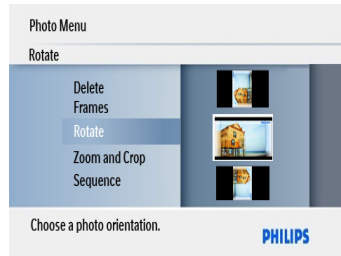 Photo Menu
Rotate
Delete
Frames
Rotate
Zoom and Crop
Sequence
Choose a photo orientation.
PHILIPS